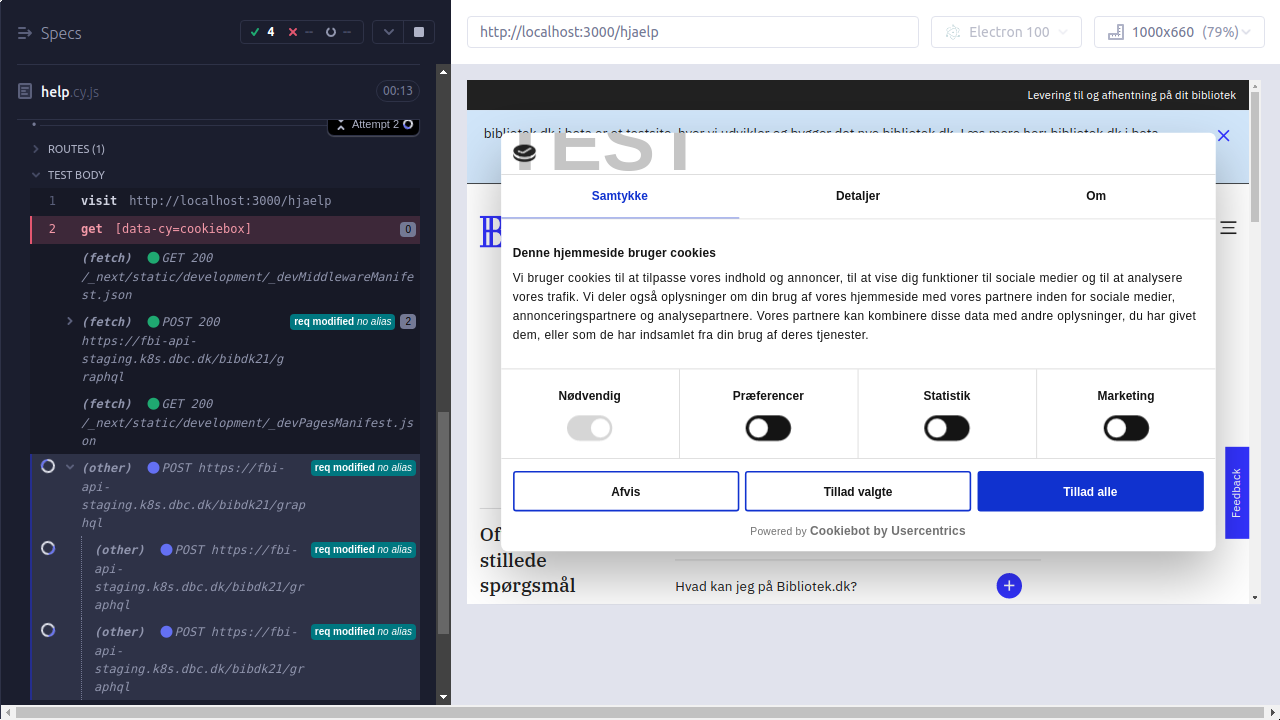 Specs
4
--
--
http://localhost:3000/hjaelp
Electron 100
1000x660 (79%)
help.cy.js
00:13
Attempt 2
ROUTES (1)
TEST BODY
1 visit http://localhost:3000/hjaelp
2 get [data-cy=cookiebox] 0
(fetch) GET 200
/_next/static/development/_devMiddlewareManife
st.json
(fetch) POST 200 req modified no alias 2
https://fbi-api-
staging.k8s.dbc.dk/bibdk21/g
raphql
(fetch) GET 200
/_next/static/development/_devPagesManifest.js
on
(other) POST https://fbi- req modified no alias
api-
staging.k8s.dbc.dk/bibdk21/grap
hql
(other) POST https://fbi- req modified no alias
api-
staging.k8s.dbc.dk/bibdk21/gr
aphql
(other) POST https://fbi- req modified no alias
api-
staging.k8s.dbc.dk/bibdk21/gr
aphql
Levering til og afhentning på dit bibliotek
bibliotek.dk i beta er et testsite, hvor vi udvikler og bygger det nye bibliotek.dk. Læs mere her: bibliotek.dk i beta
TEST
Samtykke Detaljer Om
Denne hjemmeside bruger cookies
Vi bruger cookies til at tilpasse vores indhold og annoncer, til at vise dig funktioner til sociale medier og til at analysere
vores trafik. Vi deler også oplysninger om din brug af vores hjemmeside med vores partnere inden for sociale medier,
annonceringspartnere og analysepartnere. Vores partnere kan kombinere disse data med andre oplysninger, du har givet
dem, eller som de har indsamlet fra din brug af deres tjenester.
Nødvendig Præferencer Statistik Marketing
Afvis Tillad valgte Tillad alle
Powered by Cookiebot by Usercentrics
Feedback
Of
stillede
spørgsmål
Hvad kan jeg på Bibliotek.dk?